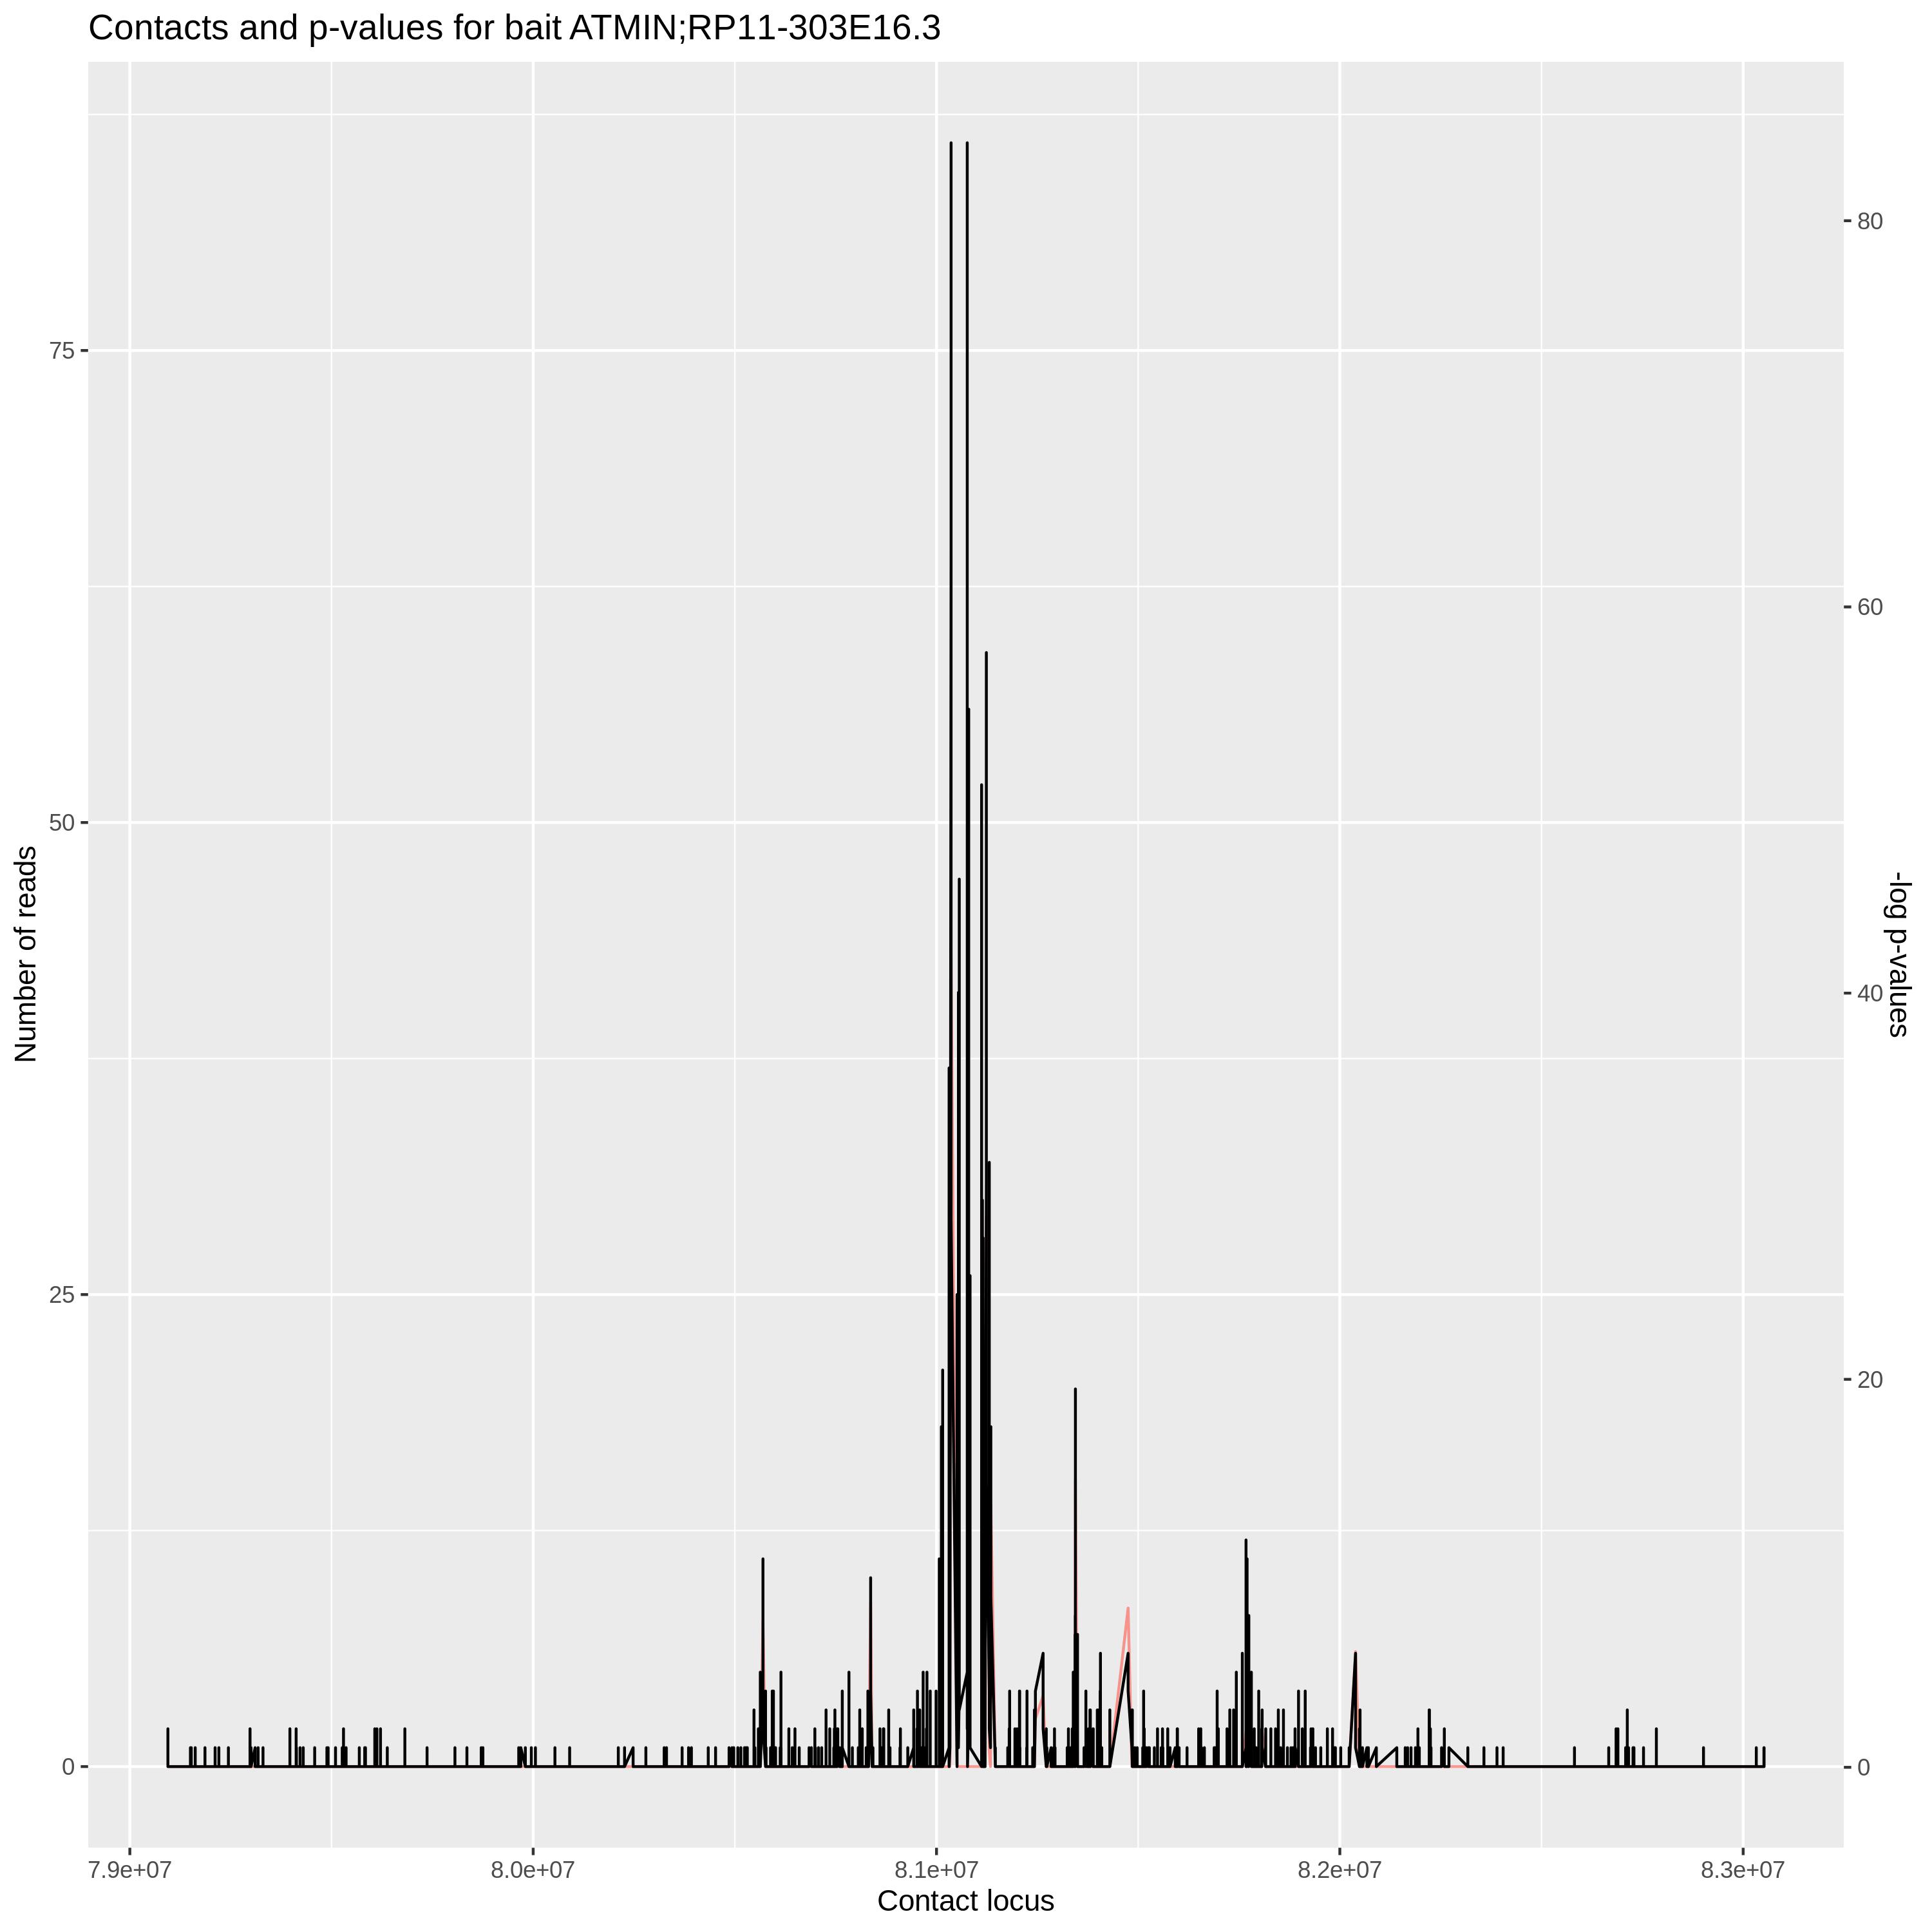 Contacts and p-values for bait ATMIN;RP11-303E16.3
Number of reads
75
50
25
0
80
60
40
20
0
-log p-values
7.9e+07 8.0e+07 8.1e+07 8.2e+07 8.3e+07
Contact locus